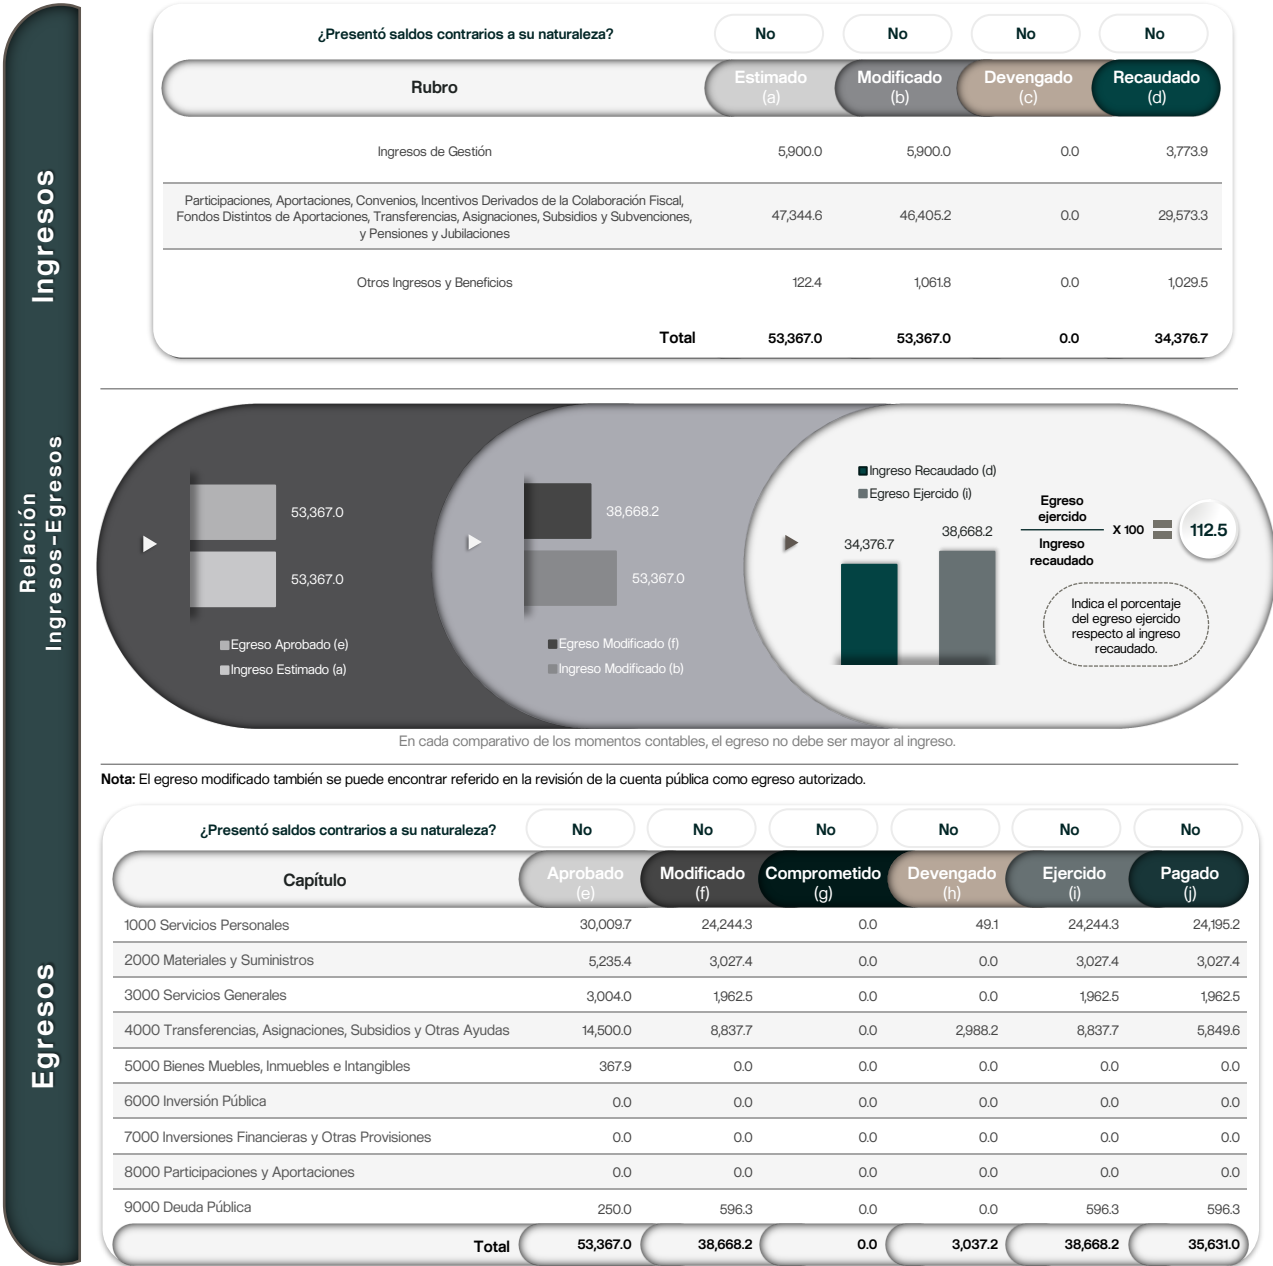 Ingresos
¿Presentó saldos contrarios a su naturaleza? No No No No
Rubro Estimado (a) Modificado (b) Devengado (c) Recaudado (d)
Ingresos de Gestión 5,900.0 5,900.0 0.0 3,773.9
Participaciones, Aportaciones, Convenios, Incentivos Derivados de la Colaboración Fiscal,
Fondos Distintos de Aportaciones, Transferencias, Asignaciones, Subsidios y Subvenciones, 47,344.6 46,405.2 0.0 29,573.3
y Pensiones y Jubilaciones
Otros Ingresos y Beneficios 122.4 1,061.8 0.0 1,029.5
Total 53,367.0 53,367.0 0.0 34,376.7
Relación
Ingresos-Egresos
53,367.0
53,367.0
Egreso Aprobado (e)
Ingreso Estimado (a)
38,668.2
53,367.0
Egreso Modificado (f)
Ingreso Modificado (b)
Ingreso Recaudado (d)
Egreso Ejercido (i)
34,376.7
38,668.2
Egreso
ejercido
Ingreso
recaudado
X 100
112.5
Indica el porcentaje
del egreso ejercido
respecto al ingreso
recaudado.
En cada comparativo de los momentos contables, el egreso no debe ser mayor al ingreso.
Nota: El egreso modificado también se puede encontrar referido en la revisión de la cuenta pública como egreso autorizado.
Egresos
¿Presentó saldos contrarios a su naturaleza? No No No No No No
Capítulo Aprobado (e) Modificado (f) Comprometido (g) Devengado (h) Ejercido (i) Pagado (j)
1000 Servicios Personales 30,009.7 24,244.3 0.0 49.1 24,244.3 24,195.2
2000 Materiales y Suministros 5,235.4 3,027.4 0.0 0.0 3,027.4 3,027.4
3000 Servicios Generales 3,004.0 1,962.5 0.0 0.0 1,962.5 1,962.5
4000 Transferencias, Asignaciones, Subsidios y Otras Ayudas 14,500.0 8,837.7 0.0 2,988.2 8,837.7 5,849.6
5000 Bienes Muebles, Inmuebles e Intangibles 367.9 0.0 0.0 0.0 0.0 0.0
6000 Inversión Pública 0.0 0.0 0.0 0.0 0.0 0.0
7000 Inversiones Financieras y Otras Provisiones 0.0 0.0 0.0 0.0 0.0 0.0
8000 Participaciones y Aportaciones 0.0 0.0 0.0 0.0 0.0 0.0
9000 Deuda Pública 250.0 596.3 0.0 0.0 596.3 596.3
Total 53,367.0 38,668.2 0.0 3,037.2 38,668.2 35,631.0